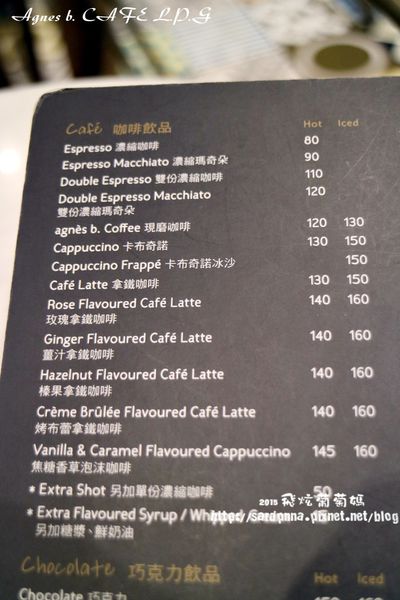 Agnes b. CAFE L.P.G
Café 咖啡飲品 Hot Iced
Espresso 濃縮咖啡 80
Espresso Macchiato 濃縮瑪奇朵 90
Double Espresso 雙份濃縮咖啡 110
Double Espresso Macchiato 120
雙份濃縮瑪奇朵
agnès b. Coffee 現磨咖啡 120 130
Cappuccino 卡布奇諾 130 150
Cappuccino Frappé 卡布奇諾冰沙 150
Café Latte 拿鐵咖啡 130 150
Rose Flavoured Café Latte 140 160
玫瑰拿鐵咖啡
Ginger Flavoured Café Latte 140 160
薑汁拿鐵咖啡
Hazelnut Flavoured Café Latte 140 160
榛果拿鐵咖啡
Crème Brûlée Flavoured Café Latte 140 160
烤布蕾拿鐵咖啡
Vanilla & Caramel Flavoured Cappuccino 145 160
焦糖香草泡沫咖啡
* Extra Shot 另加單份濃縮咖啡 50
* Extra Flavoured Syrup /
另加糖漿、鮮奶油
2015 飛炫葡萄媽
Chocolate 巧克力飲品 Hot Iced
Chocolate 巧克力 160